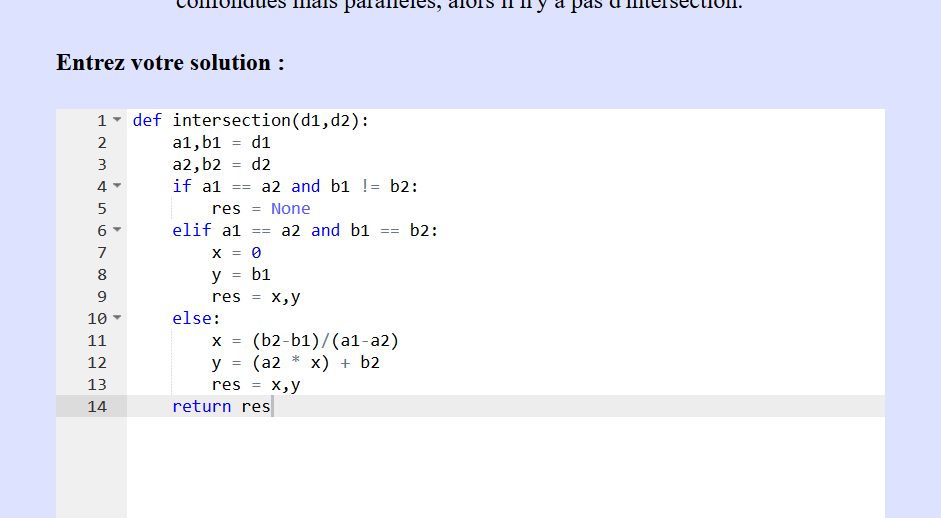 confondues mais parallèles, alors il n'y a pas d'intersection.
Entrez votre solution :
1 def intersection(d1,d2):
2     a1,b1 = d1
3     a2,b2 = d2
4     if a1 == a2 and b1 != b2:
5         res = None
6     elif a1 == a2 and b1 == b2:
7         x = 0
8         y = b1
9         res = x,y
10     else:
11         x = (b2-b1)/(a1-a2)
12         y = (a2 * x) + b2
13         res = x,y
14     return res